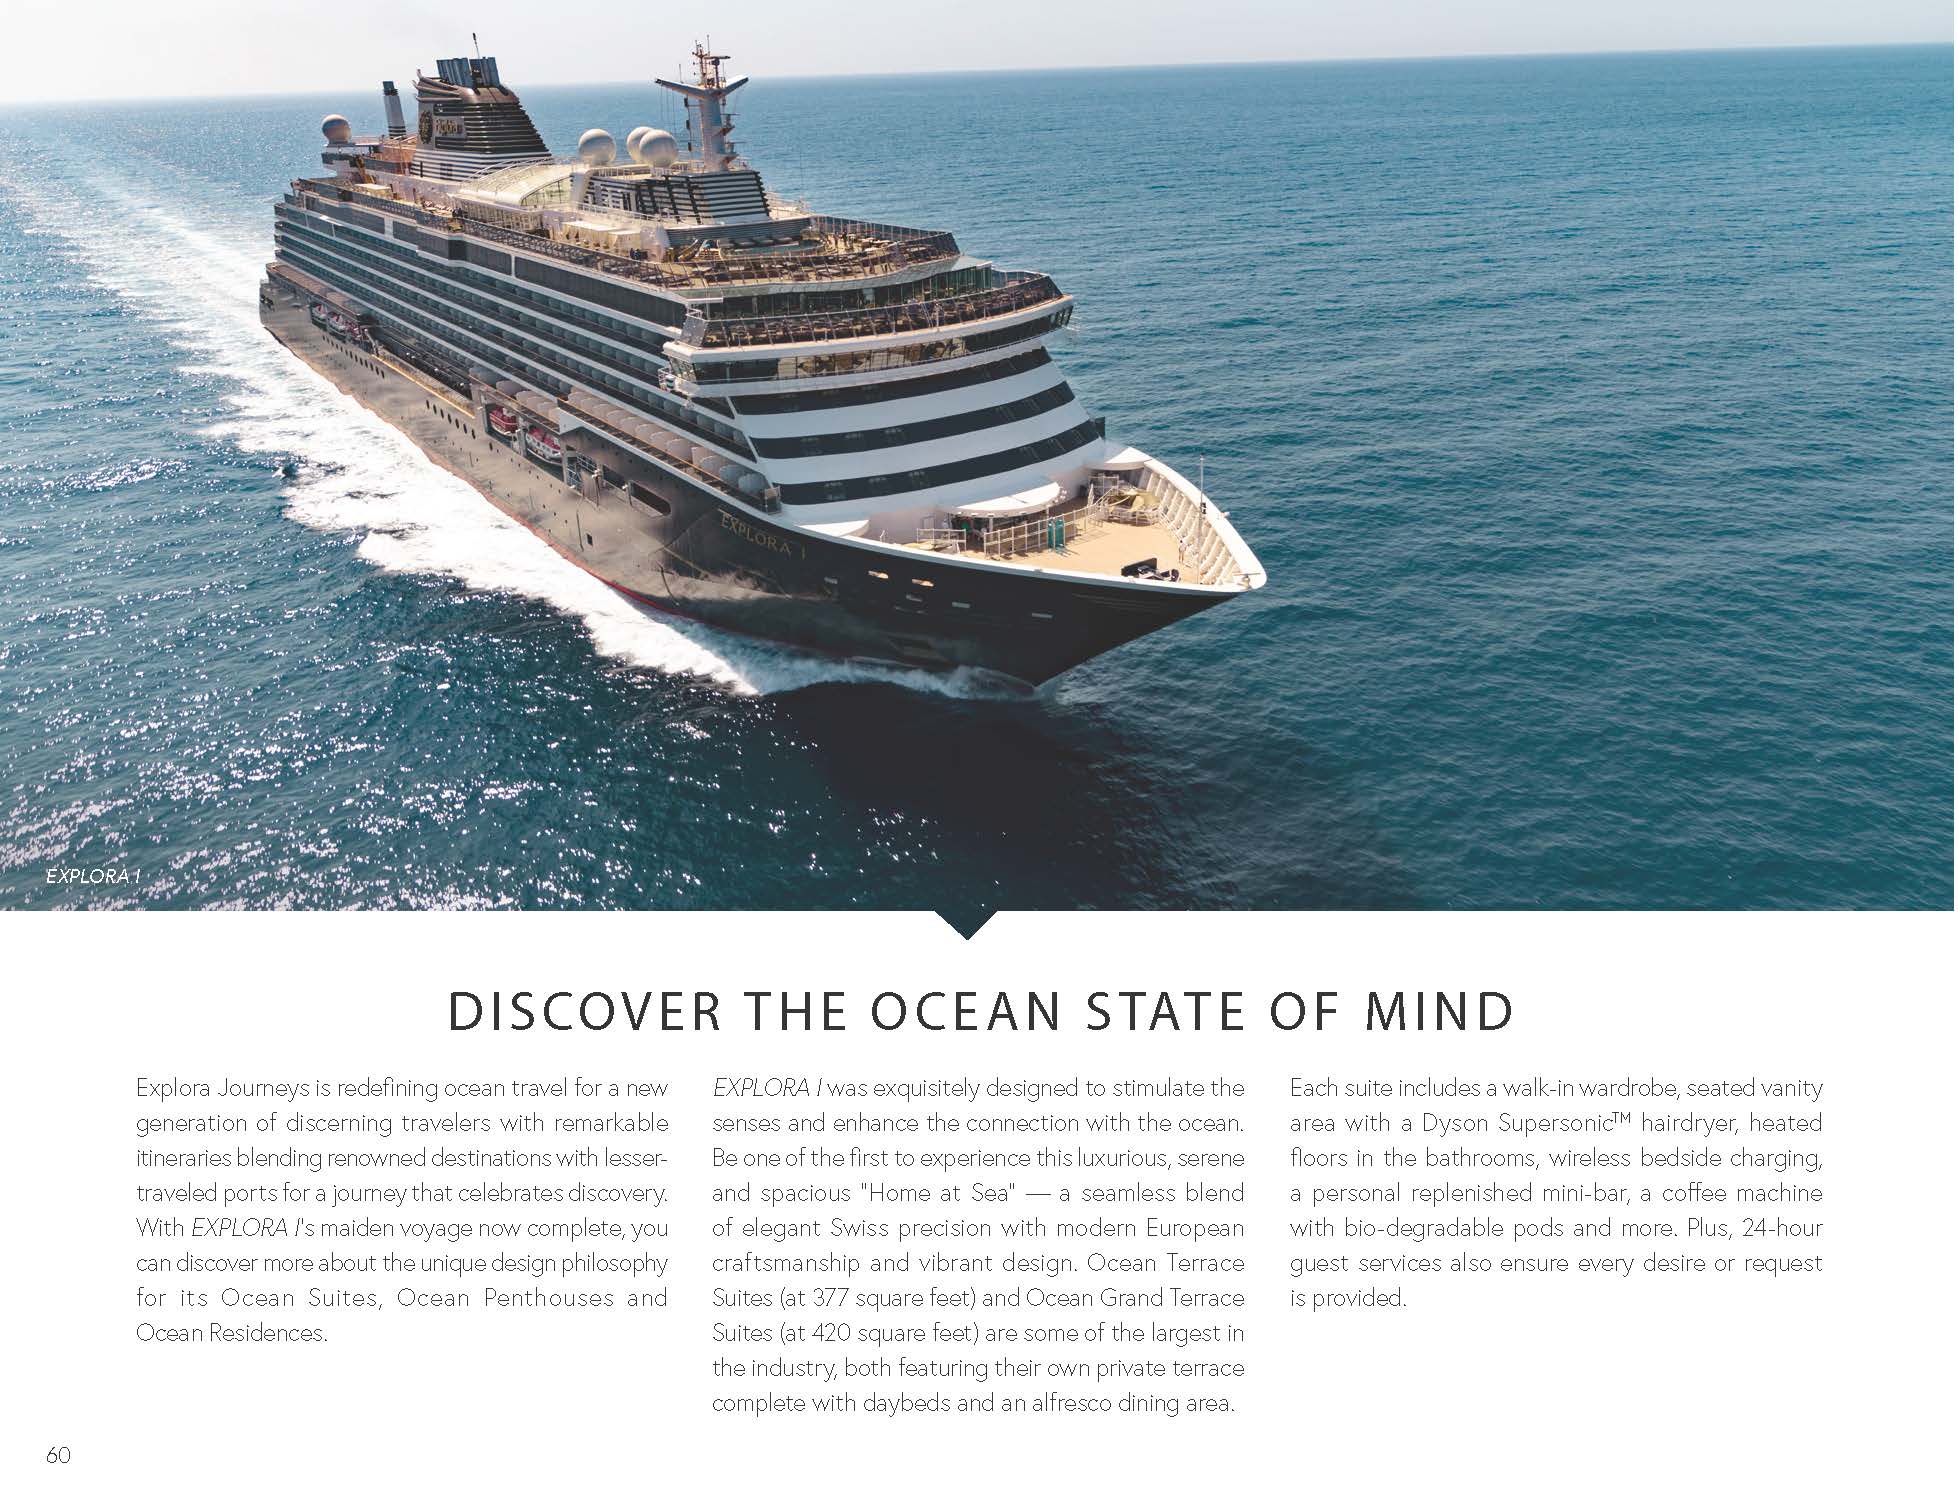 Explora
EXPLORA I
EXPLORA I
DISCOVER THE OCEAN STATE OF MIND
Explora Journeys is redefining ocean travel for a new
generation of discerning travelers with remarkable
itineraries blending renowned destinations with lesser-
traveled ports for a journey that celebrates discovery.
With EXPLORA I's maiden voyage now complete, you
can discover more about the unique design philosophy
for its Ocean Suites, Ocean Penthouses and
Ocean Residences.
EXPLORA I was exquisitely designed to stimulate the
senses and enhance the connection with the ocean.
Be one of the first to experience this luxurious, serene
and spacious "Home at Sea" — a seamless blend
of elegant Swiss precision with modern European
craftsmanship and vibrant design. Ocean Terrace
Suites (at 377 square feet) and Ocean Grand Terrace
Suites (at 420 square feet) are some of the largest in
the industry, both featuring their own private terrace
complete with daybeds and an alfresco dining area.
Each suite includes a walk-in wardrobe, seated vanity
area with a Dyson Supersonic™ hairdryer, heated
floors in the bathrooms, wireless bedside charging,
a personal replenished mini-bar, a coffee machine
with bio-degradable pods and more. Plus, 24-hour
guest services also ensure every desire or request
is provided.
60